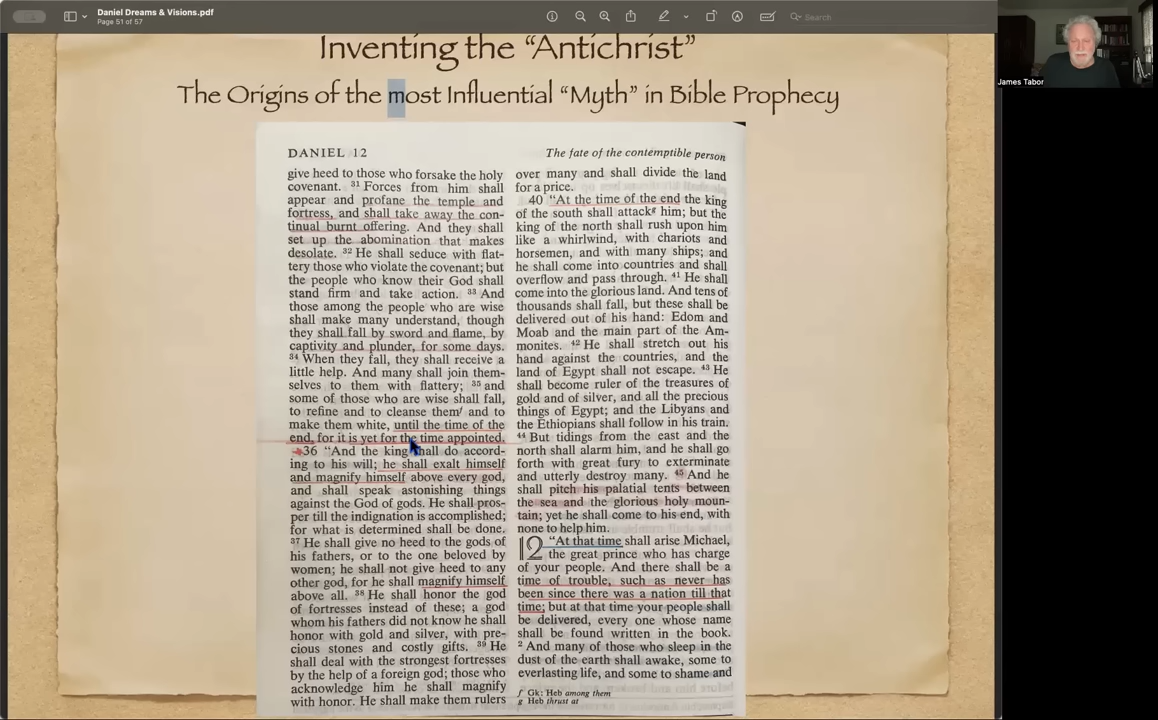 Daniel Dreams & Visions.pdf
Page 51 of 57
Search
James Tabor
Inventing the “Antichrist”
The Origins of the most Influential “Myth” in Bible Prophecy
DANIEL 12
give heed to those who forsake the holy
covenant. 31 Forces from him shall
appear and profane the temple and
fortress, and shall take away the con-
tinual burnt offering. And they shall
set up the abomination that makes
desolate. 32 He shall seduce with flat-
tery those who violate the covenant; but
the people who know their God shall
stand firm and take action. 33 And
those among the people who are wise
shall make many understand, though
they shall fall by sword and flame, by
captivity and plunder, for some days.
34 When they fall, they shall receive a
little help. And many shall join them-
selves to them with flattery; 35 and
some of those who are wise shall fall,
to refine and to cleanse them f and to
make them white, until the time of the
end, for it is yet for the time appointed.
36 “And the king shall do accord-
ing to his will; he shall exalt himself
and magnify himself above every god,
and shall speak astonishing things
against the God of gods. He shall pros-
per till the indignation is accomplished;
for what is determined shall be done.
37 He shall give no heed to the gods of
his fathers, or to the one beloved by
women; he shall not give heed to any
other god, for he shall magnify himself
above all. 38 He shall honor the god
of fortresses instead of these; a god
whom his fathers did not know he shall
honor with gold and silver, with pre-
cious stones and costly gifts. 39 He
shall deal with the strongest fortresses
by the help of a foreign god; those who
acknowledge him he shall magnify
with honor. He shall make them rulers
The fate of the contemptible person
over many and shall divide the land
for a price.
40 “At the time of the end the king
of the south shall attack g him; but the
king of the north shall rush upon him
like a whirlwind, with chariots and
horsemen, and with many ships; and
he shall come into countries and shall
overflow and pass through. 41 He shall
come into the glorious land. And tens of
thousands shall fall, but these shall be
delivered out of his hand: Edom and
Moab and the main part of the Am-
monites. 42 He shall stretch out his
hand against the countries, and the
land of Egypt shall not escape. 43 He
shall become ruler of the treasures of
gold and of silver, and all the precious
things of Egypt; and the Libyans and
the Ethiopians shall follow in his train.
44 But tidings from the east and the
north shall alarm him, and he shall go
forth with great fury to exterminate
and utterly destroy many. 45 And he
shall pitch his palatial tents between
the sea and the glorious holy moun-
tain; yet he shall come to his end, with
none to help him.
12 “At that time shall arise Michael,
the great prince who has charge
of your people. And there shall be a
time of trouble, such as never has
been since there was a nation till that
time; but at that time your people shall
be delivered, every one whose name
shall be found written in the book.
2 And many of those who sleep in the
dust of the earth shall awake, some to
everlasting life, and some to shame and
f Gk: Heb among them
g Heb thrust at